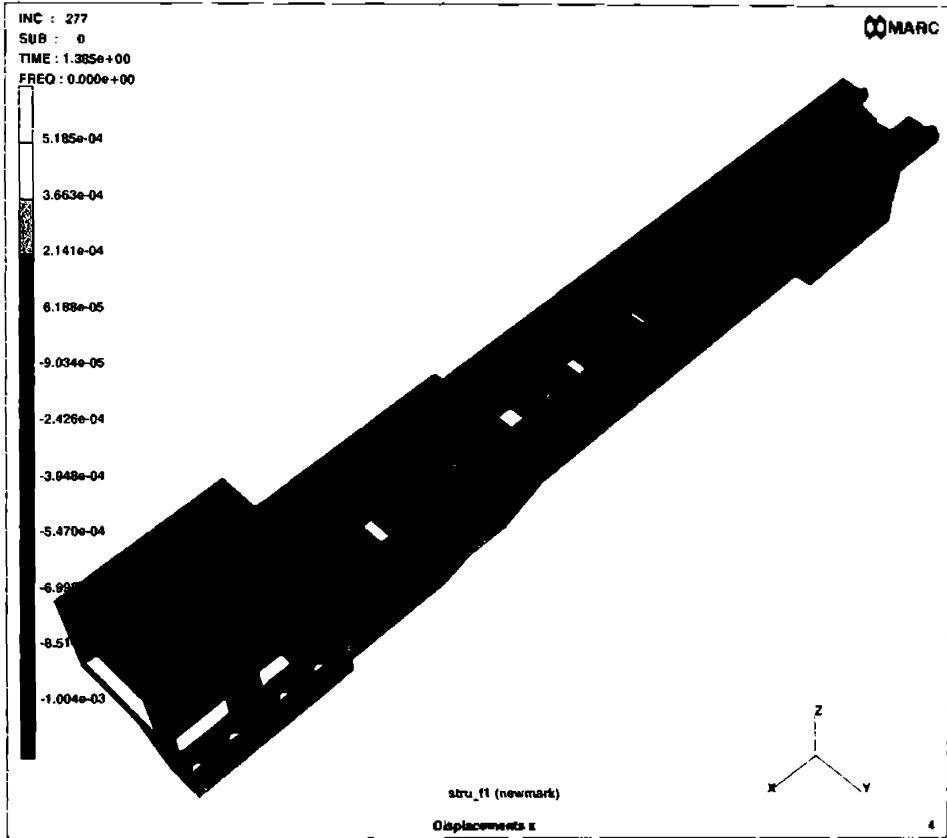 INC : 277
SUB : 0
TIME : 1.385e+00
FREQ : 0.000e+00
MARC
5.185e-04
3.663e-04
2.141e-04
6.188e-05
-9.034e-05
-2.426e-04
-3.948e-04
-5.470e-04
-1.004e-03
Z
X
Y
stru_f1 (newmark)
Displacements
4